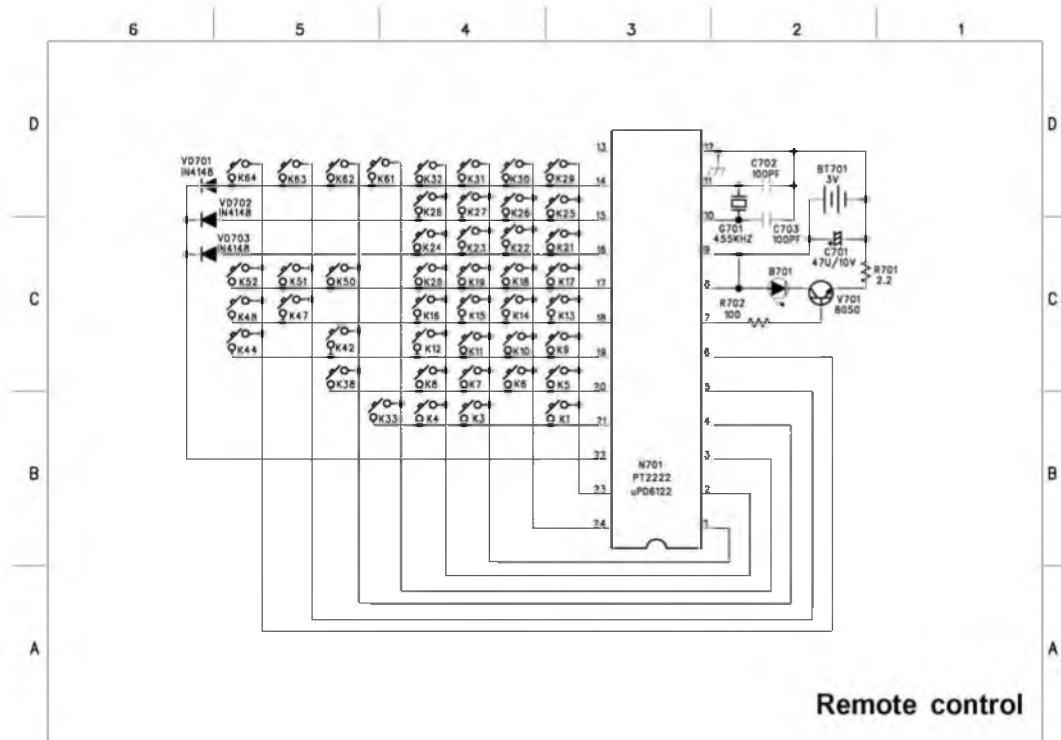 6 5 4 3 2 1
D D
VD701
IN4148
K64 K63 K62 K61 K32 K31 K30 K29
13 12
C702
100PF
BT701
3V
14 11
VD702
IN4148
K28 K27 K26 K25
15 10
G701
455KHZ
C703
100PF
VD703
IN4148
K24 K23 K22 K21
16 9
C701
47U/10V
C C
K52 K51 K50 K20 K19 K18 K17
17 8
B701
R701
2.2
V701
8050
R702
100
K48 K47 K16 K15 K14 K13
18 7
K44 K42 K12 K11 K10 K9
19 6
K38 K8 K7 K6 K5
20 5
K33 K4 K3 K1
21 4
B B
22 3
N701
PT2222
uPD6122
23 2
24 1
A A
Remote control